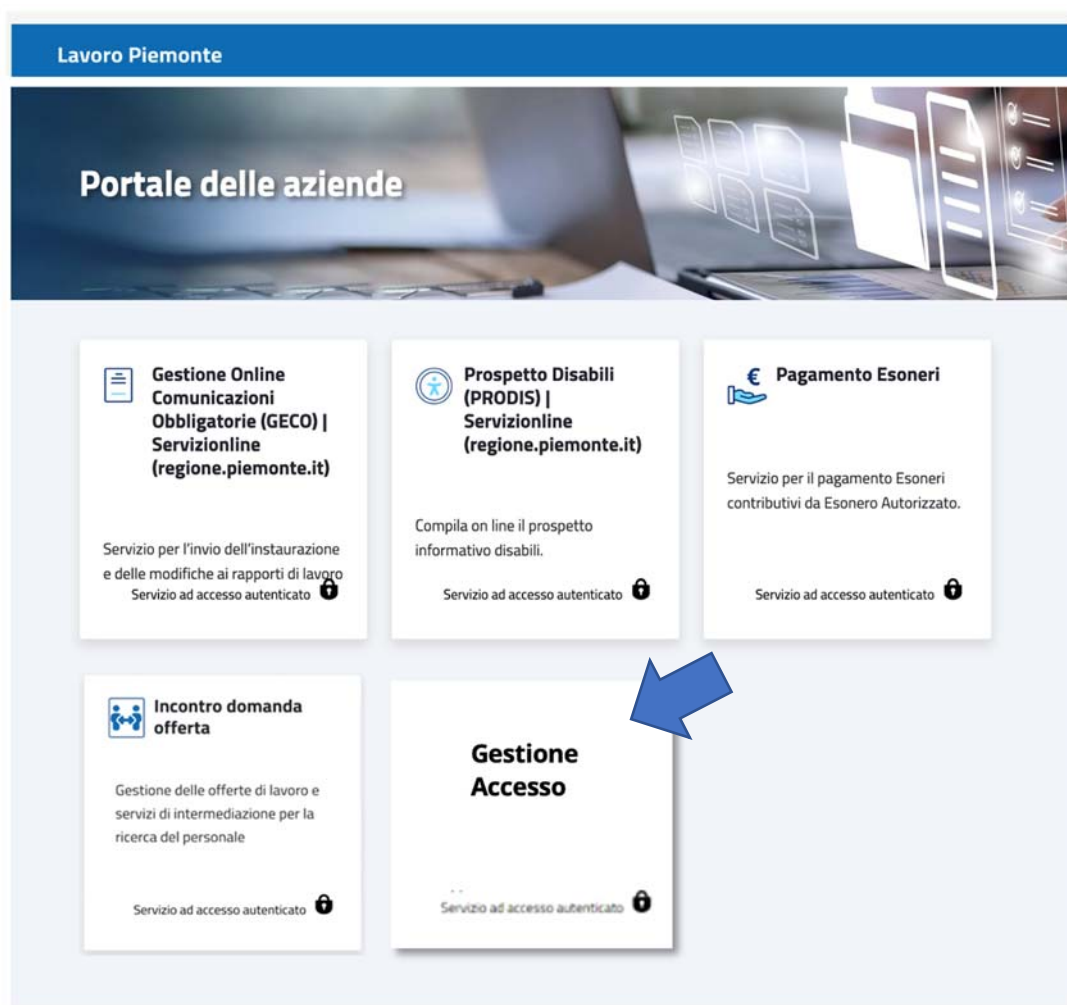 Lavoro Piemonte
Portale delle aziende
Gestione Online
Comunicazioni
Obbligatorie (GECO) |
Servizionline
(regione.piemonte.it)
Servizio per l'invio dell'instaurazione
e delle modifiche ai rapporti di lavoro
Servizio ad accesso autenticato
Prospetto Disabili
(PRODIS) |
Servizionline
(regione.piemonte.it)
Compila on line il prospetto
informativo disabili.
Servizio ad accesso autenticato
€ Pagamento Esoneri
Servizio per il pagamento Esoneri
contributivi da Esonero Autorizzato.
Servizio ad accesso autenticato
Incontro domanda
offerta
Gestione delle offerte di lavoro e
servizi di intermediazione per la
ricerca del personale
Servizio ad accesso autenticato
Gestione
Accesso
Servizio ad accesso autenticato